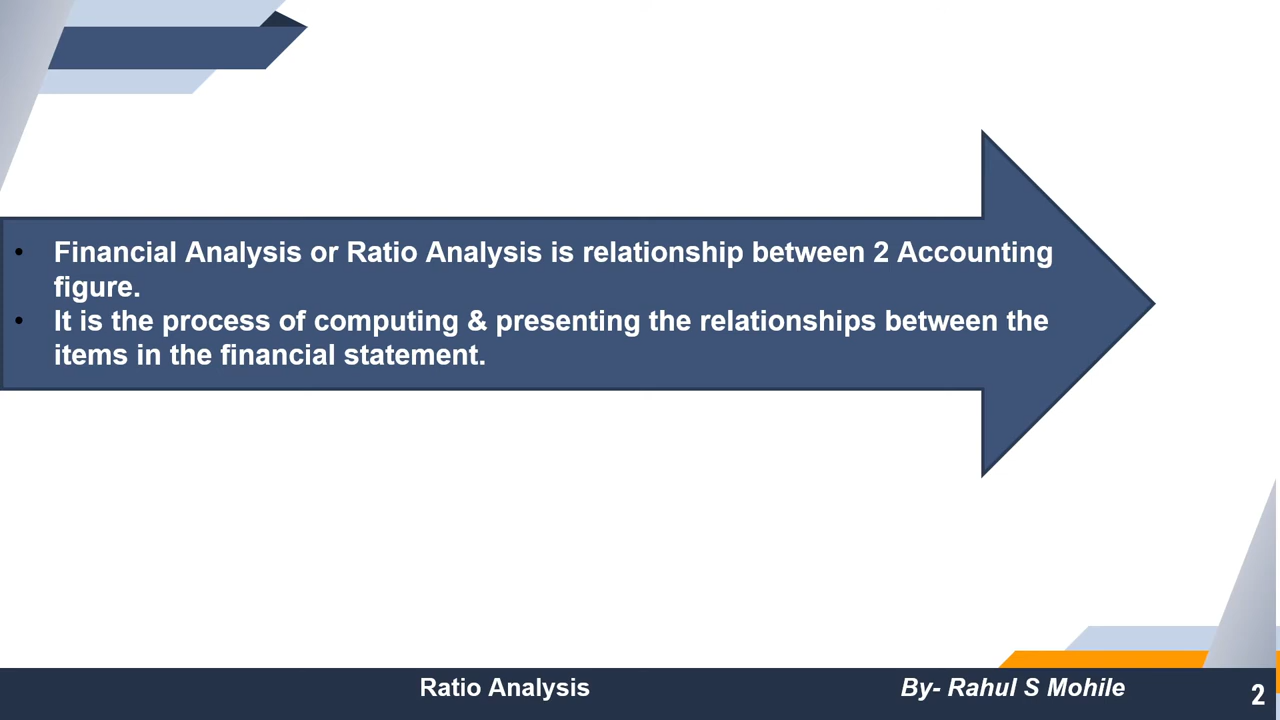 • Financial Analysis or Ratio Analysis is relationship between 2 Accounting
figure.
• It is the process of computing & presenting the relationships between the
items in the financial statement.
Ratio Analysis
By- Rahul S Mohile
2